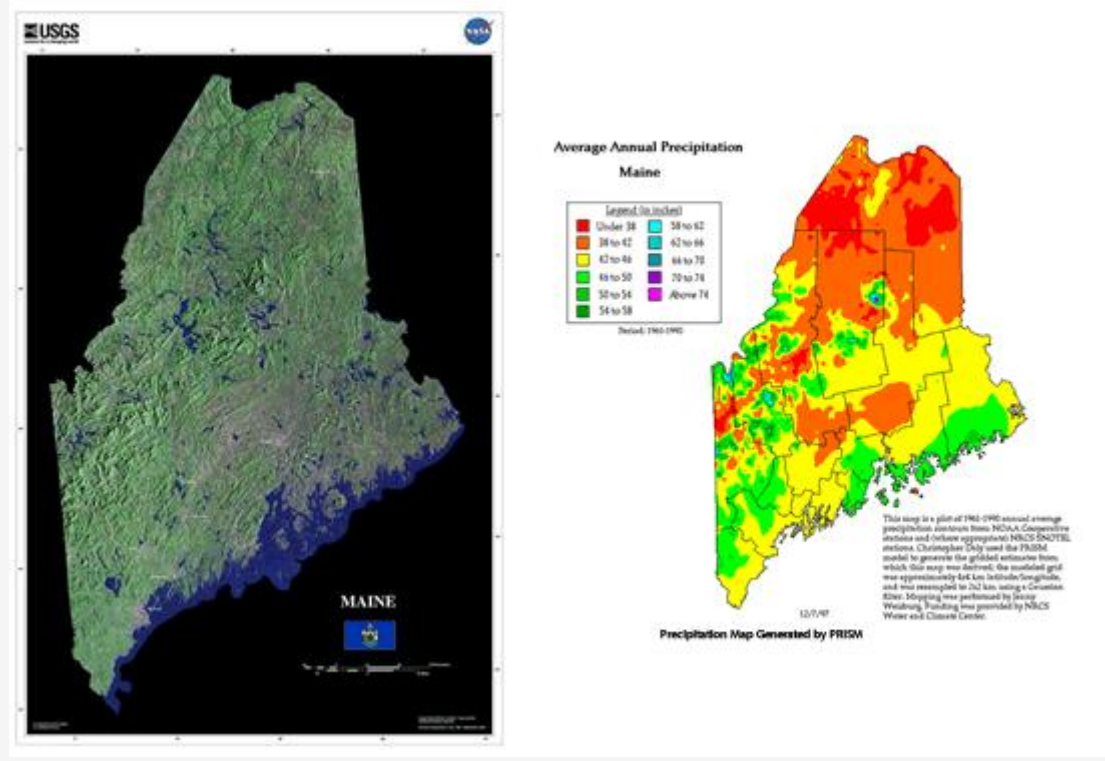 USGS
NASA
MAINE
Average Annual Precipitation
Maine
Legend (in inches)
Under 38
38 to 42
42 to 46
46 to 50
50 to 54
54 to 58
58 to 62
62 to 66
66 to 70
70 to 74
Above 74
Period: 1961-1990
This map is a plot of 1961-1990 annual average
precipitation contours from NOAA Cooperative
stations and (where appropriate) NRCS SNOTEL
stations. Christopher Daly used the PRISM
model to generate the gridded estimates from
which this map was derived; the modeled grid
was approximately 4x4 km latitude/longitude,
and was resampled to 2x2 km using a Gaussian
filter. Mapping was performed by Jenny
Weisburg. Funding was provided by NRCS
Water and Climate Center.
12/7/97
Precipitation Map Generated by PRISM